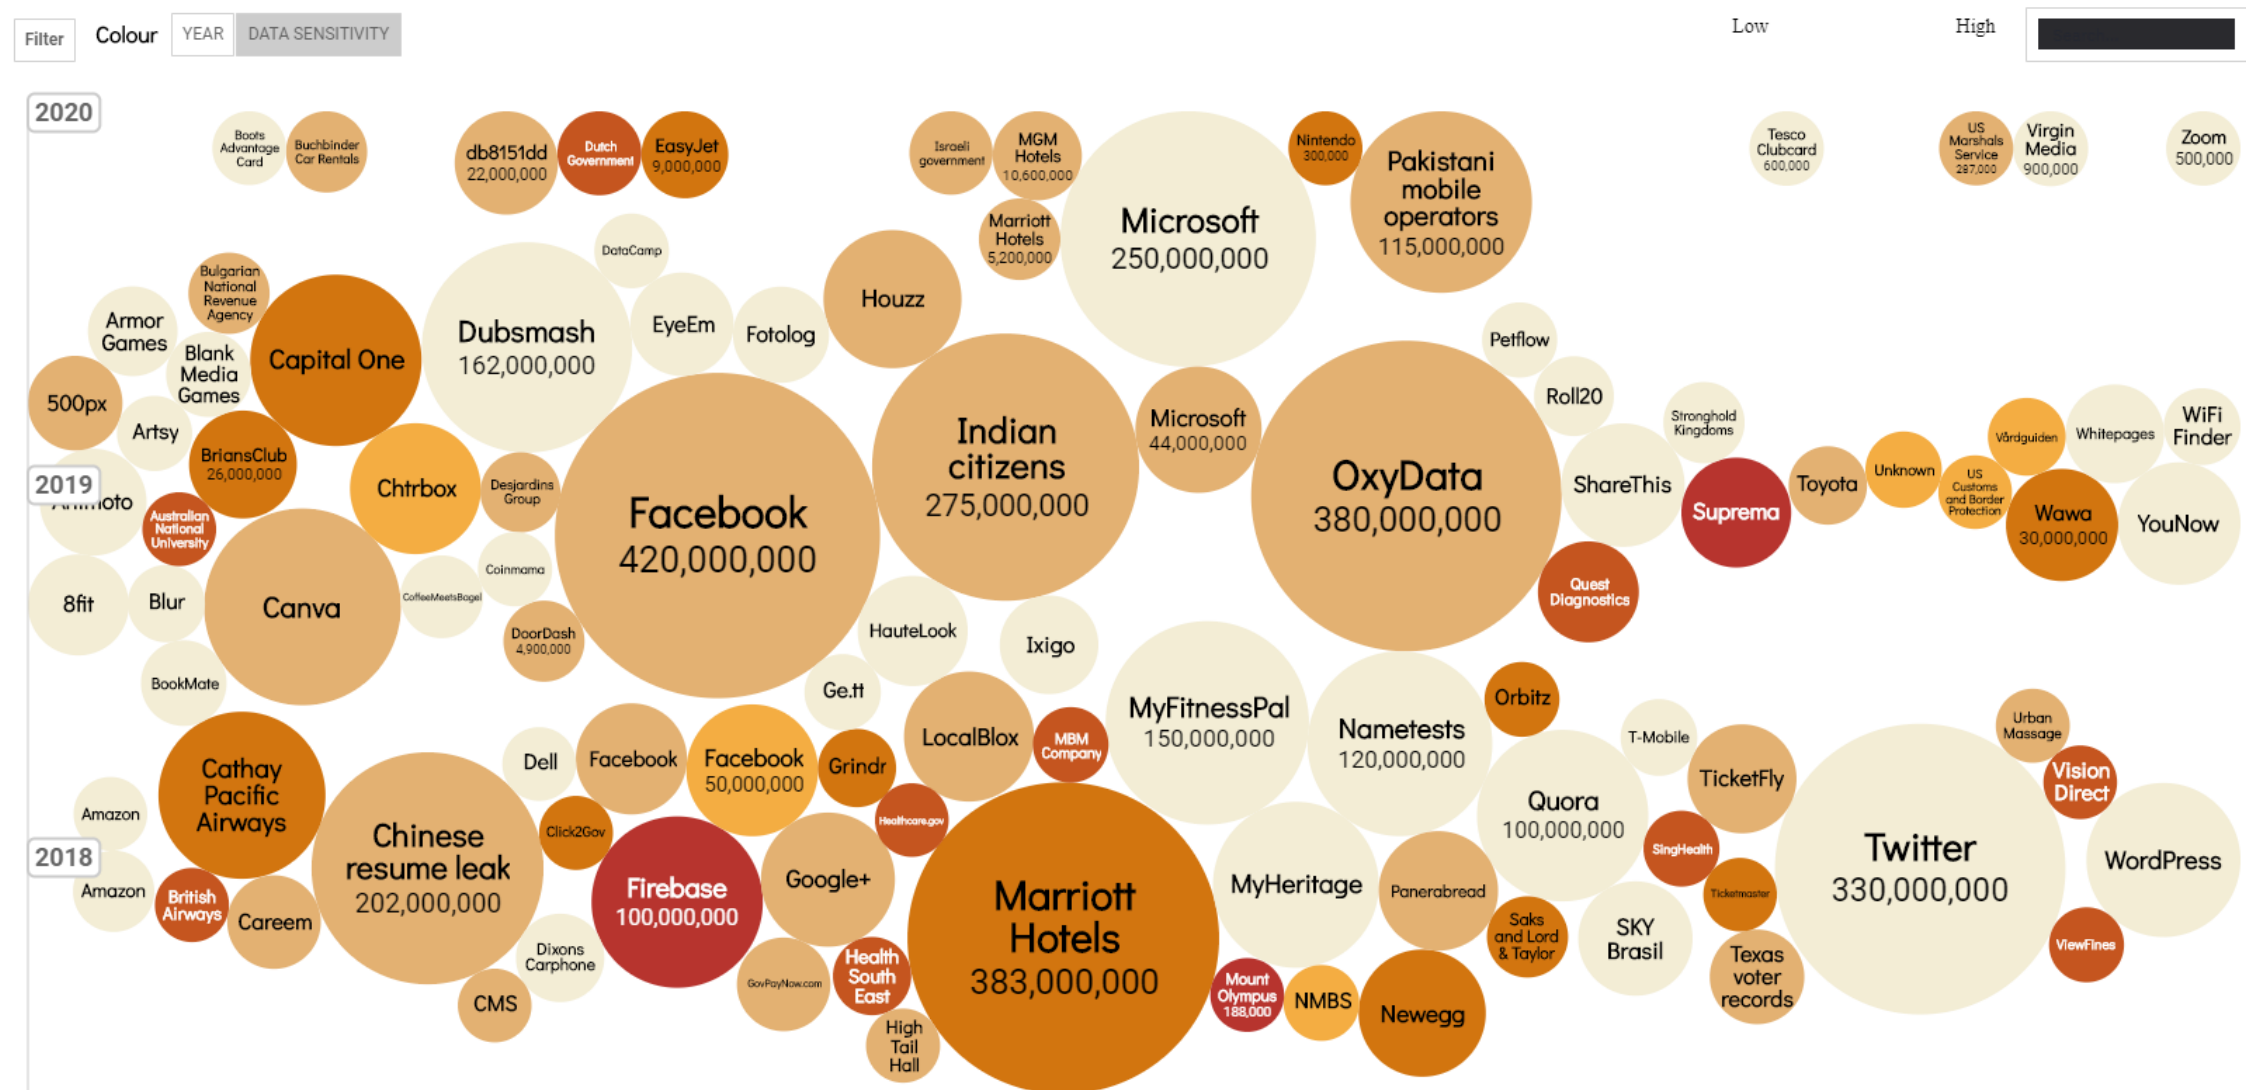 Filter
Colour
YEAR
DATA SENSITIVITY
Low
High
2020
Boots
Advantage
Card
Buchbinder
Car Rentals
db8151dd
22,000,000
Dutch
Government
EasyJet
9,000,000
Israeli
government
MGM
Hotels
10,600,000
Marriott
Hotels
5,200,000
Microsoft
250,000,000
Nintendo
300,000
Pakistani
mobile
operators
115,000,000
Tesco
Clubcard
600,000
US
Marshals
Service
287,000
Virgin
Media
900,000
Zoom
500,000
DataCamp
Bulgarian
National
Revenue
Agency
Armor
Games
Blank
Media
Games
Capital One
Dubsmash
162,000,000
EyeEm
Fotolog
Houzz
Petflow
Roll20
500px
Artsy
BriansClub
26,000,000
Chtrbox
Desjardins
Group
Facebook
420,000,000
Indian
citizens
275,000,000
Microsoft
44,000,000
OxyData
380,000,000
ShareThis
Stronghold
Kingdoms
Suprema
Toyota
Unknown
Vårdguiden
US
Customs
and Border
Protection
Whitepages
WiFi
Finder
Wawa
30,000,000
YouNow
2019
Animoto
Australian
National
University
Coinmama
CoffeeMeetsBagel
8fit
Blur
Canva
DoorDash
4,900,000
HauteLook
Ixigo
Quest
Diagnostics
BookMate
Ge.tt
Cathay
Pacific
Airways
Dell
Facebook
Facebook
50,000,000
Grindr
LocalBlox
MBM
Company
MyFitnessPal
150,000,000
Nametests
120,000,000
Orbitz
T-Mobile
TicketFly
Urban
Massage
Vision
Direct
Amazon
Chinese
resume leak
202,000,000
Click2Gov
Healthcare.gov
Quora
100,000,000
SingHealth
Twitter
330,000,000
WordPress
2018
Amazon
British
Airways
Careem
Firebase
100,000,000
Google+
Marriott
Hotels
383,000,000
MyHeritage
Panerabread
Saks
and Lord
& Taylor
SKY
Brasil
Ticketmaster
Texas
voter
records
ViewFines
Dixons
Carphone
CMS
GovPayNow.com
Health
South
East
High
Tail
Hall
Mount
Olympus
188,000
NMBS
Newegg